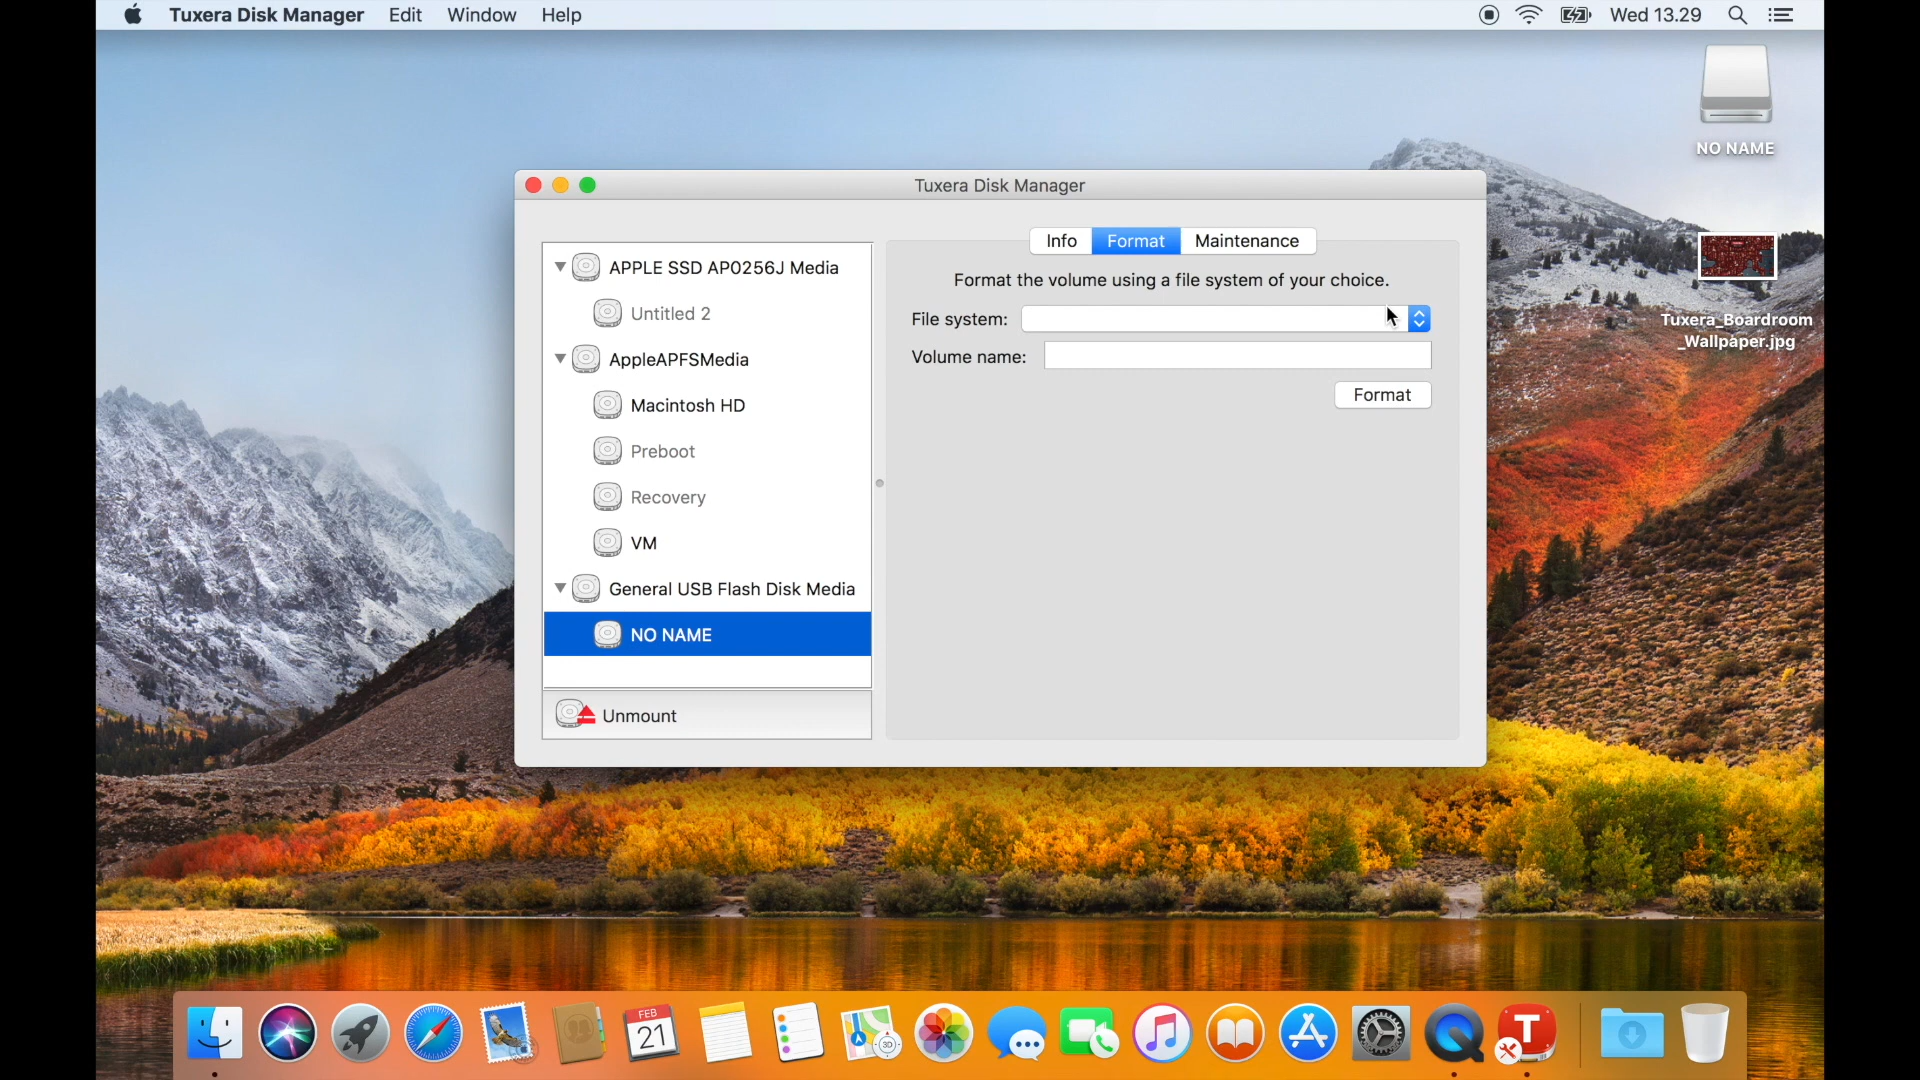 Tuxera Disk Manager Edit Window Help
Wed 13.29
NO NAME
Tuxera_Boardroom
_Wallpaper.jpg
Tuxera Disk Manager
Info Format Maintenance
Format the volume using a file system of your choice.
File system:
Volume name:
Format
APPLE SSD AP0256J Media
Untitled 2
AppleAPFSMedia
Macintosh HD
Preboot
Recovery
VM
General USB Flash Disk Media
NO NAME
Unmount
FEB
21
3D
T